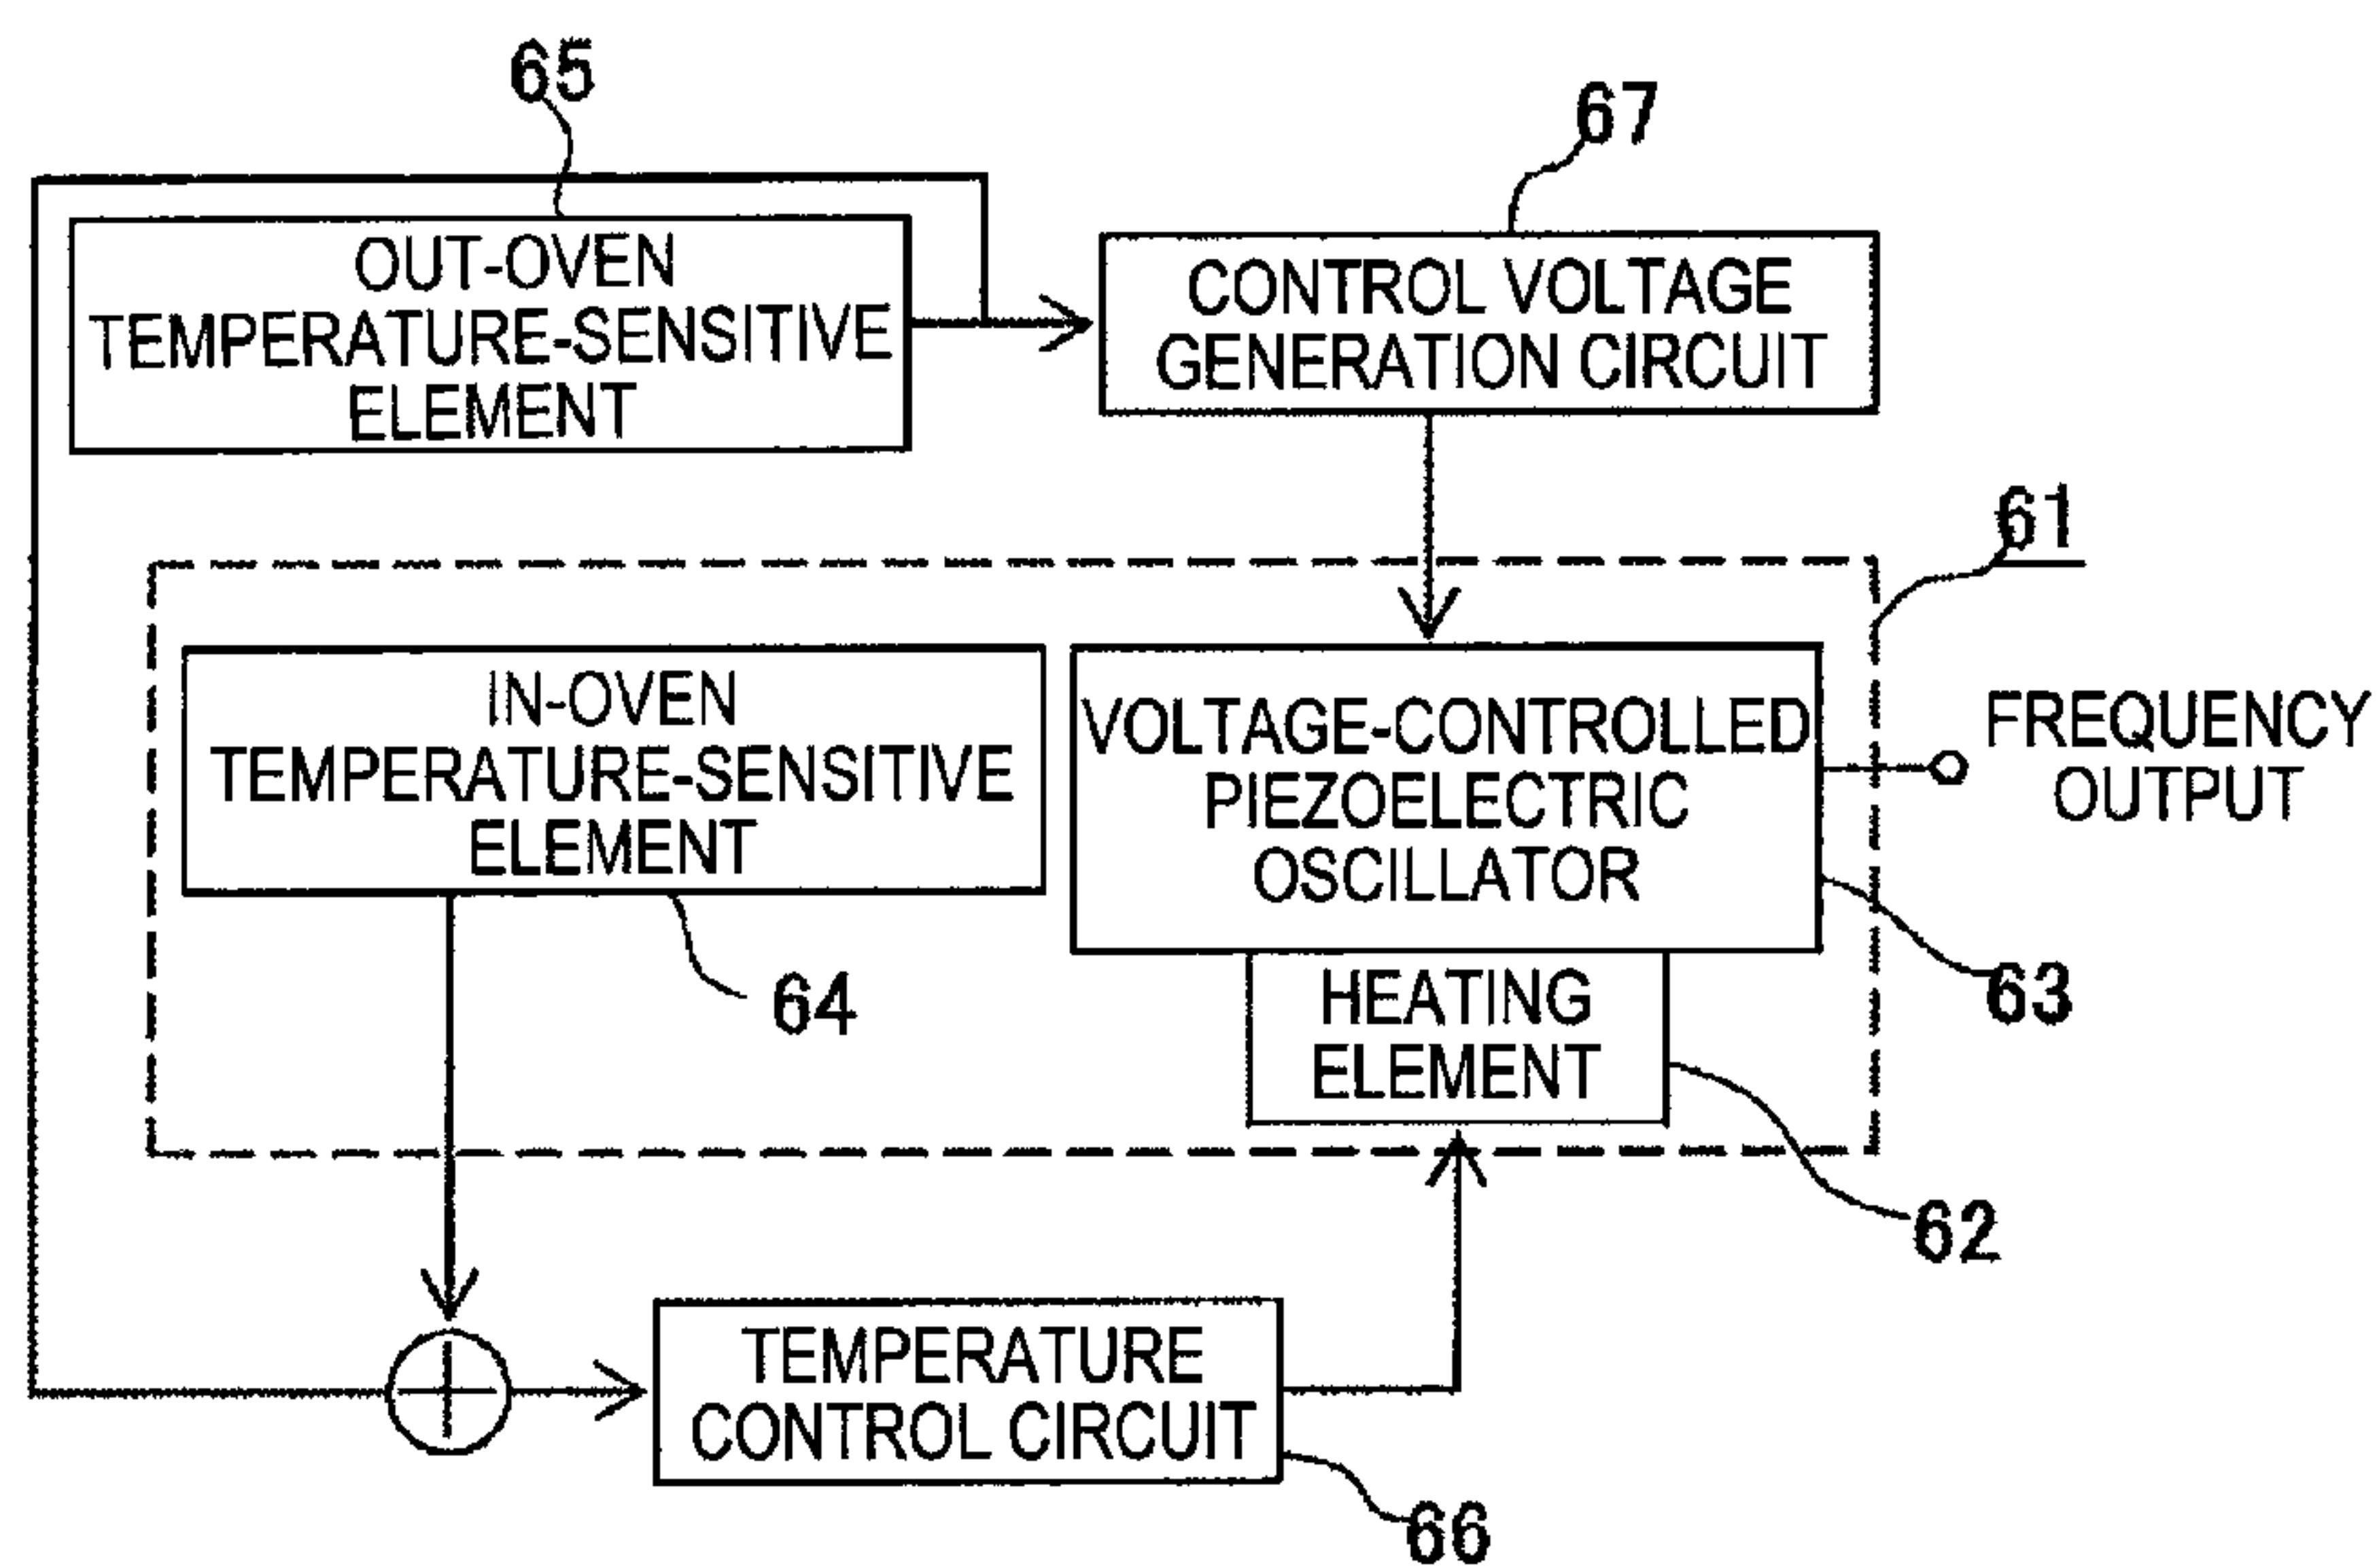 65
67
OUT-OVEN
TEMPERATURE-SENSITIVE
ELEMENT
CONTROL VOLTAGE
GENERATION CIRCUIT
61
IN-OVEN
TEMPERATURE-SENSITIVE
ELEMENT
VOLTAGE-CONTROLLED
PIEZOELECTRIC
OSCILLATOR
FREQUENCY
OUTPUT
64
HEATING
ELEMENT
63
62
TEMPERATURE
CONTROL CIRCUIT
66